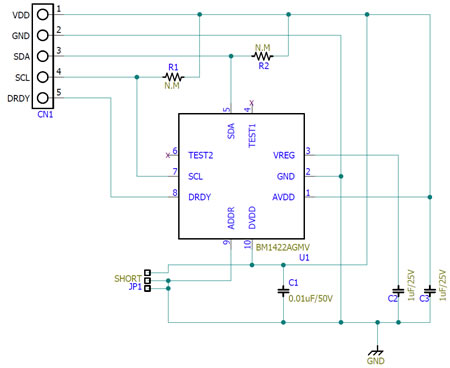 VDD 1
GND 2
SDA 3
SCL 4
DRDY 5
CN1
R1
N.M
N.M
R2
5 4
SDA TEST1
6 TEST2
7 SCL
8 DRDY
VREG 3
GND 2
AVDD 1
ADDR DVDD
9 10
BM1422AGMV
U1
SHORT
JP1
C1
0.01uF/50V
C2
1uF/25V
C3
1uF/25V
GND